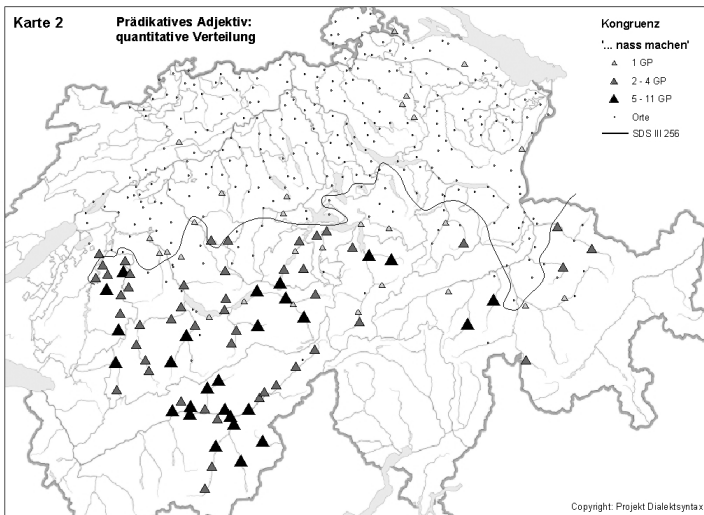 Karte 2
Prädikatives Adjektiv:
quantitative Verteilung
Kongruenz
'... nass machen'
1 GP
2 - 4 GP
5 - 11 GP
Orte
SDS III 256
Copyright: Projekt Dialektsyntax